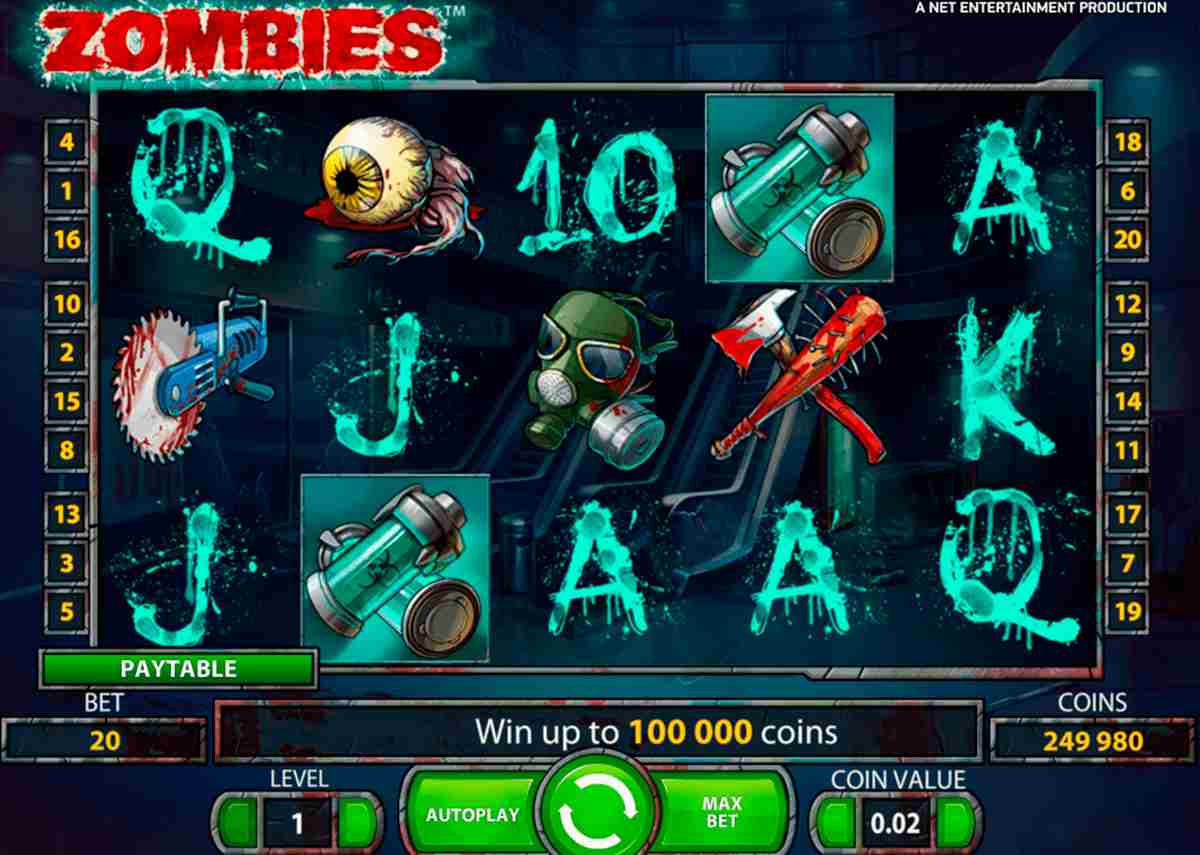 ZOMBIES™
A NET ENTERTAINMENT PRODUCTION
Q 10 A
4 18
1 6
16 20
J K
10 12
2 9
15 14
8 11
J A A Q
13 17
3 7
5 19
PAYTABLE
BET
20
Win up to 100 000 coins
COINS
249 980
LEVEL
1
AUTOPLAY
MAX
BET
COIN VALUE
0.02